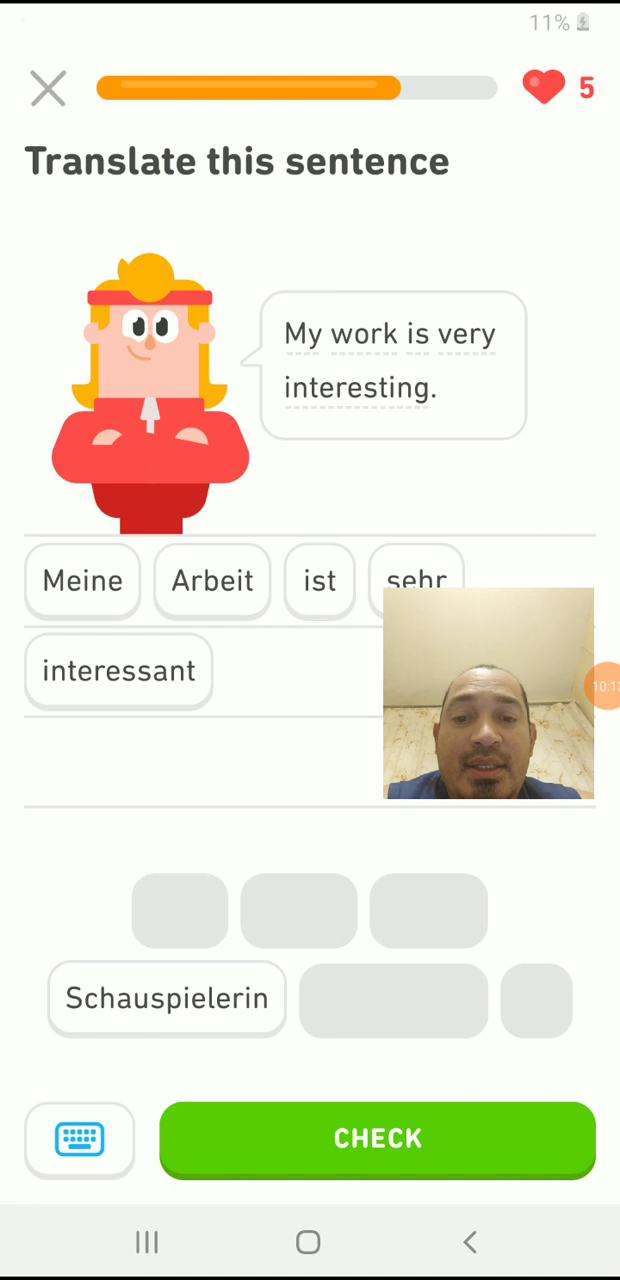 11%
5
Translate this sentence
My work is very
interesting.
Meine Arbeit ist sehr
interessant
Schauspielerin
CHECK